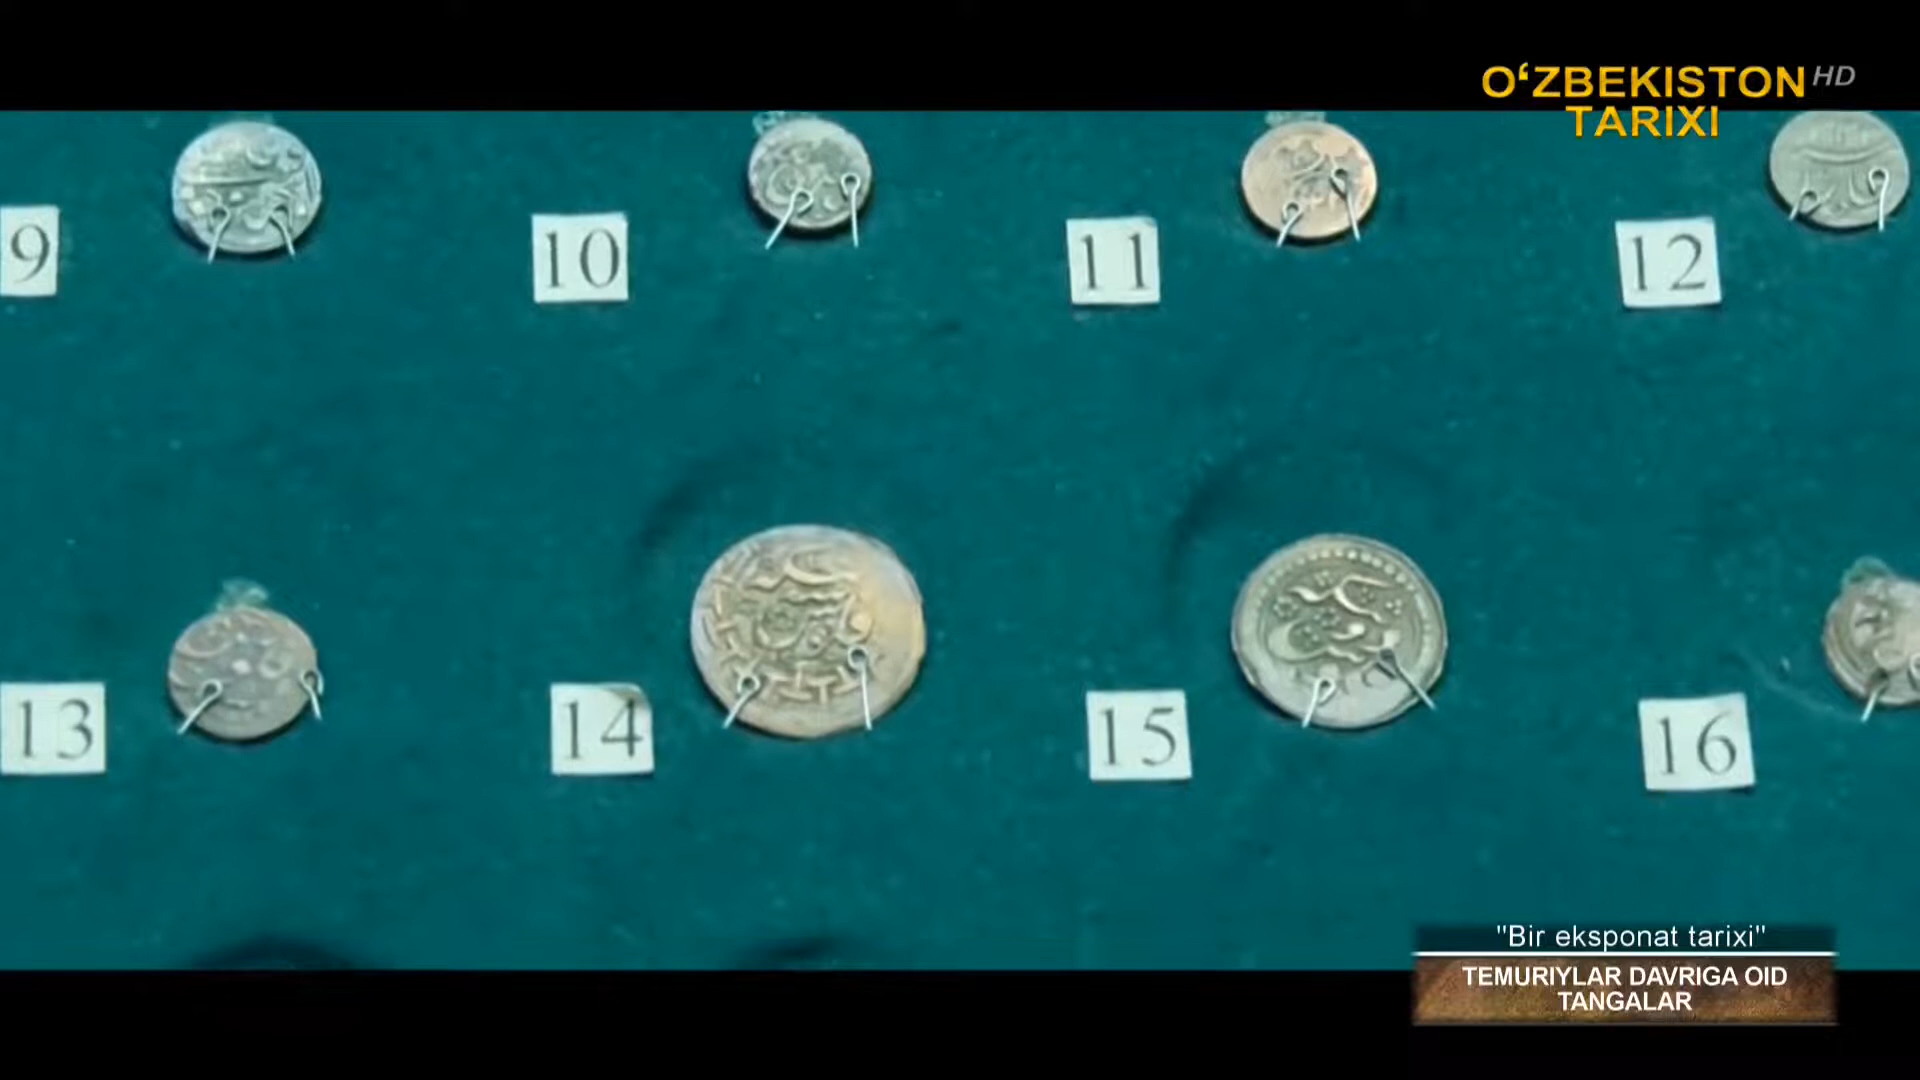 O‘ZBEKISTON HD
TARIXI
9
10
11
12
13
14
15
16
"Bir eksponat tarixi"
TEMURIYLAR DAVRIGA OID
TANGALAR